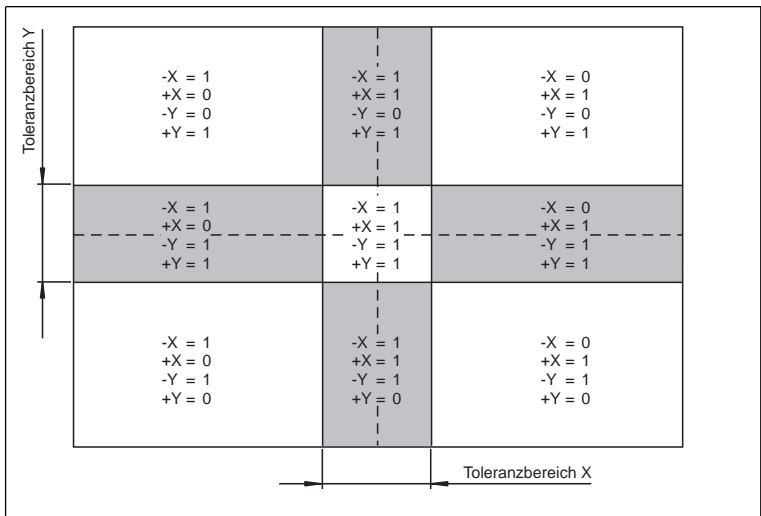 Toleranzbereich Y
-X = 1
+X = 0
-Y = 0
+Y = 1
-X = 1
+X = 1
-Y = 0
+Y = 1
-X = 0
+X = 1
-Y = 0
+Y = 1
-X = 1
+X = 0
-Y = 1
+Y = 1
-X = 1
+X = 1
-Y = 1
+Y = 1
-X = 0
+X = 1
-Y = 1
+Y = 1
-X = 1
+X = 0
-Y = 1
+Y = 0
-X = 1
+X = 1
-Y = 1
+Y = 0
-X = 0
+X = 1
-Y = 1
+Y = 0
Toleranzbereich X